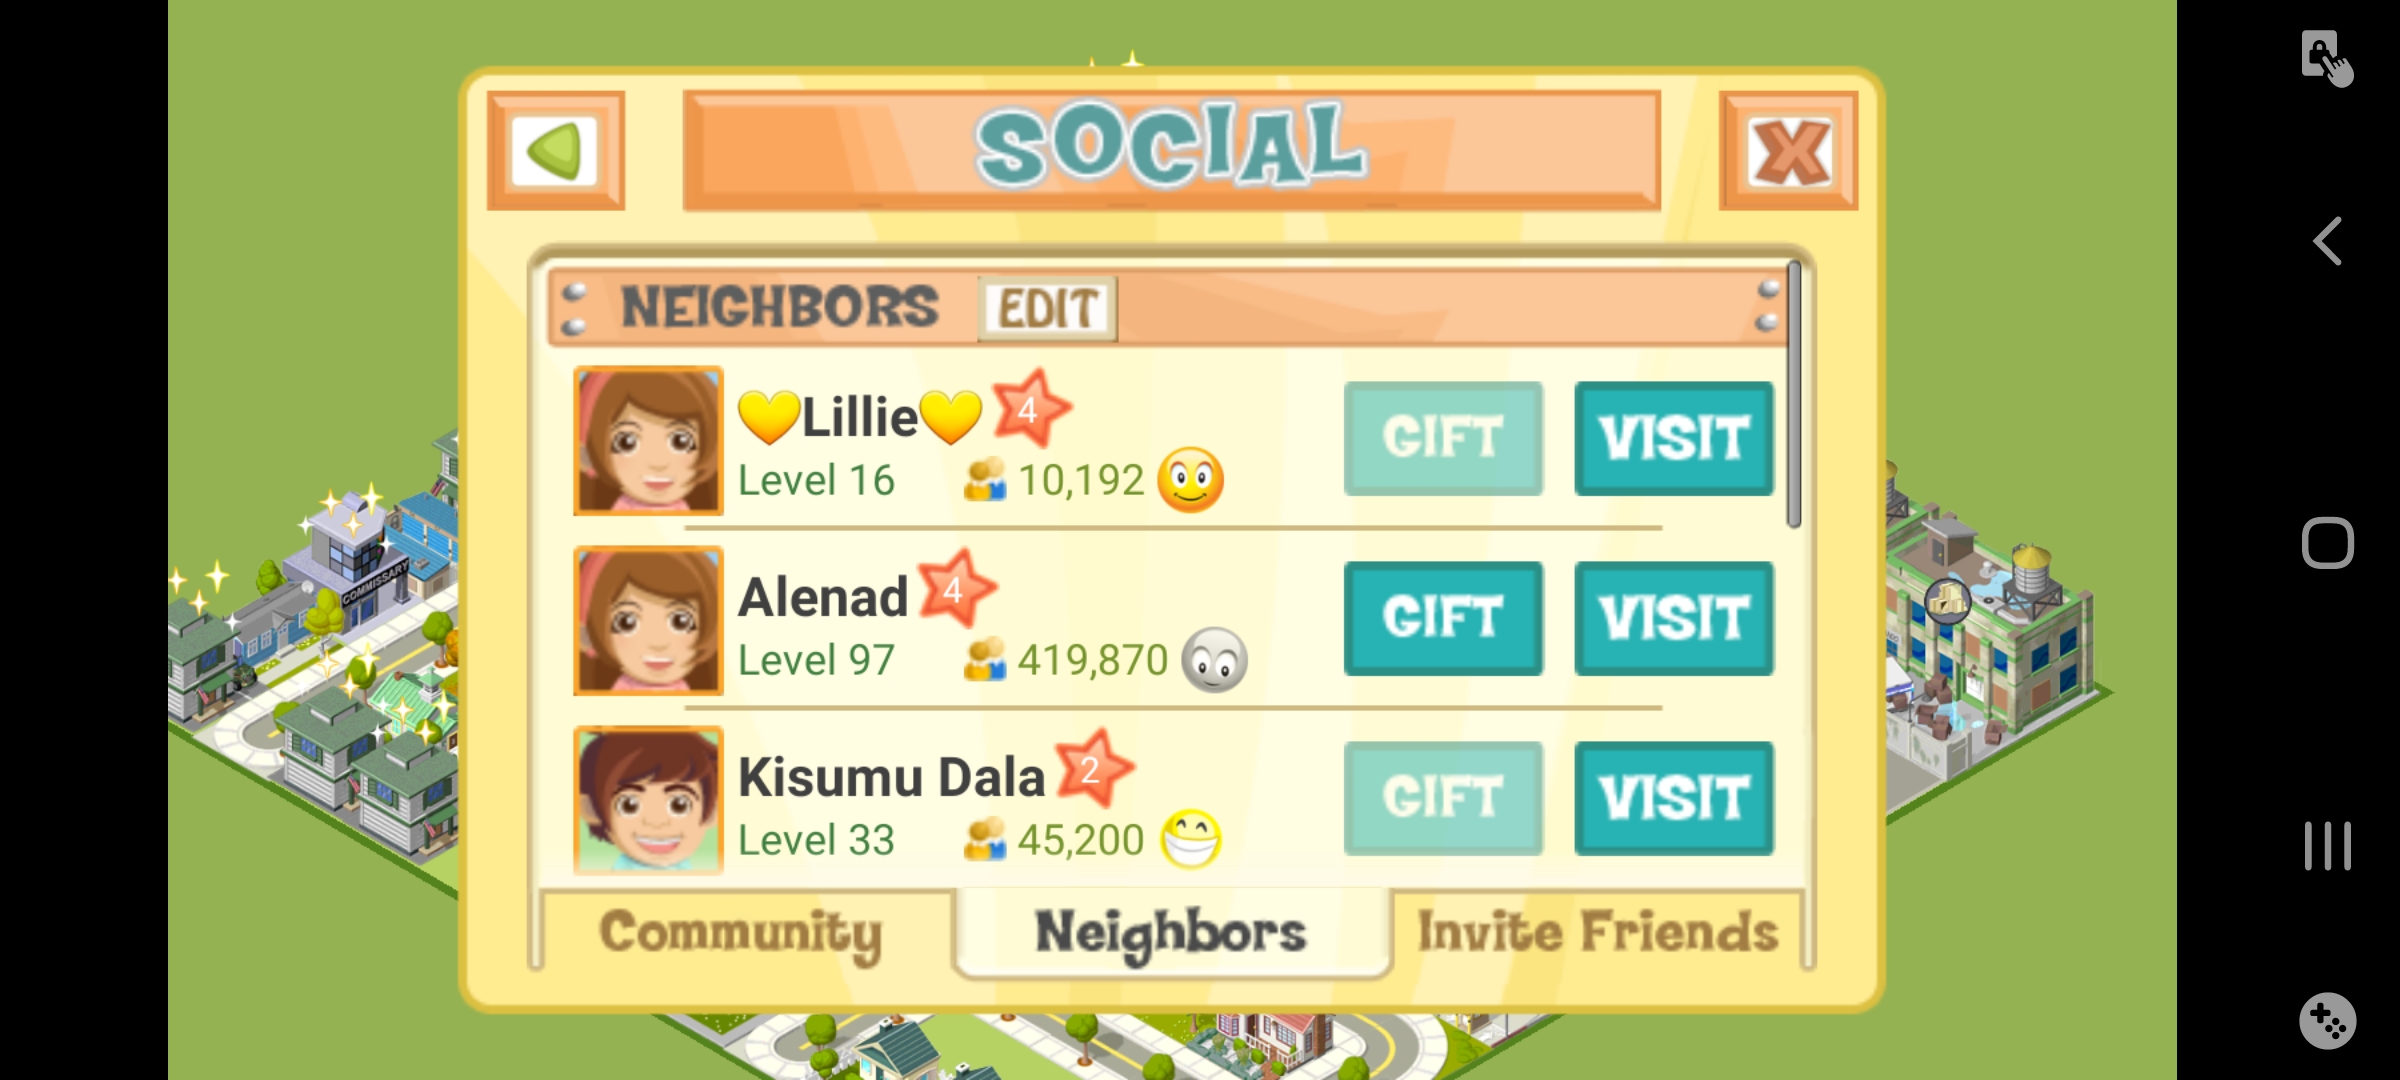 SOCIAL
NEIGHBORS EDIT
💛Lillie💛 4
Level 16 10,192
GIFT VISIT
Alenad 4
Level 97 419,870
GIFT VISIT
Kisumu Dala 2
Level 33 45,200
GIFT VISIT
Community Neighbors Invite Friends
COMMISSARY